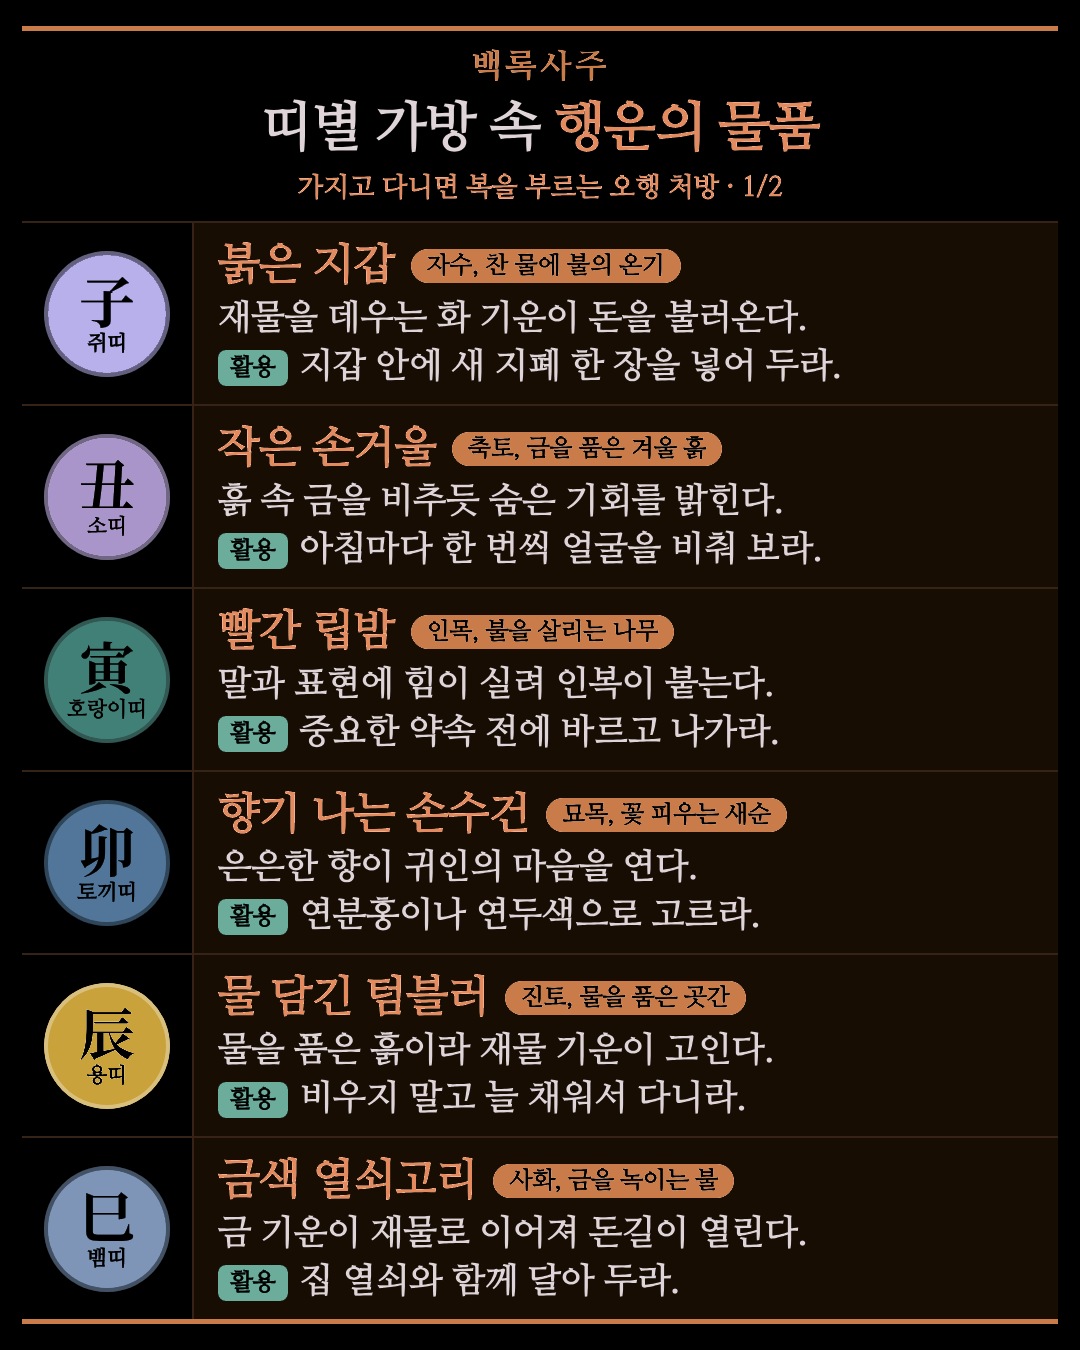 백록사주
띠별 가방 속 행운의 물품
가지고 다니면 복을 부르는 오행 처방 · 1/2
子
쥐띠
붉은 지갑 자수, 찬 물에 불의 온기
재물을 데우는 화 기운이 돈을 불러온다.
활용 지갑 안에 새 지폐 한 장을 넣어 두라.
丑
소띠
작은 손거울 축토, 금을 품은 겨울 흙
흙 속 금을 비추듯 숨은 기회를 밝힌다.
활용 아침마다 한 번씩 얼굴을 비춰 보라.
寅
호랑이띠
빨간 립밤 인목, 불을 살리는 나무
말과 표현에 힘이 실려 인복이 붙는다.
활용 중요한 약속 전에 바르고 나가라.
卯
토끼띠
향기 나는 손수건 묘목, 꽃 피우는 새순
은은한 향이 귀인의 마음을 연다.
활용 연분홍이나 연두색으로 고르라.
辰
용띠
물 담긴 텀블러 진토, 물을 품은 곳간
물을 품은 흙이라 재물 기운이 고인다.
활용 비우지 말고 늘 채워서 다니라.
巳
뱀띠
금색 열쇠고리 사화, 금을 녹이는 불
금 기운이 재물로 이어져 돈길이 열린다.
활용 집 열쇠와 함께 달아 두라.